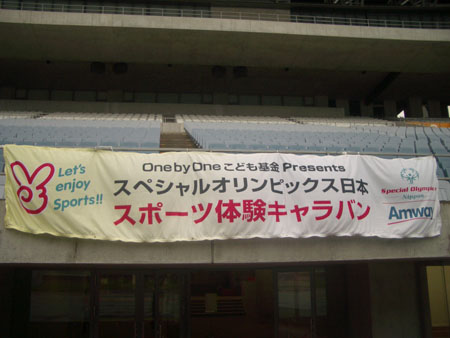 Let's
enjoy
Sports!!
One by One こども基金 Presents
スペシャルオリンピックス日本
スポーツ体験キャラバン
Special Olympics
Nippon
Amway